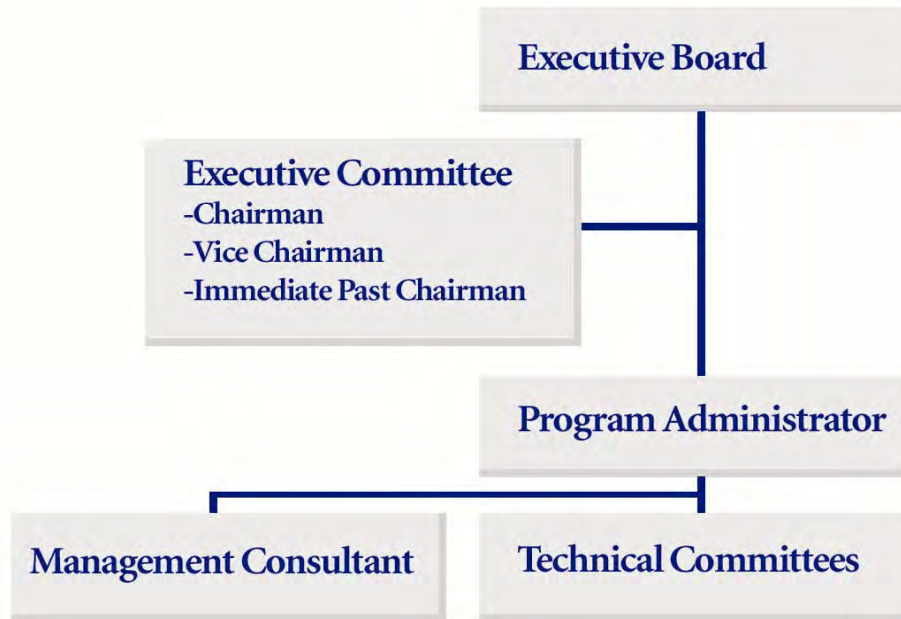 Executive Board
Executive Committee
-Chairman
-Vice Chairman
-Immediate Past Chairman
Program Administrator
Management Consultant
Technical Committees